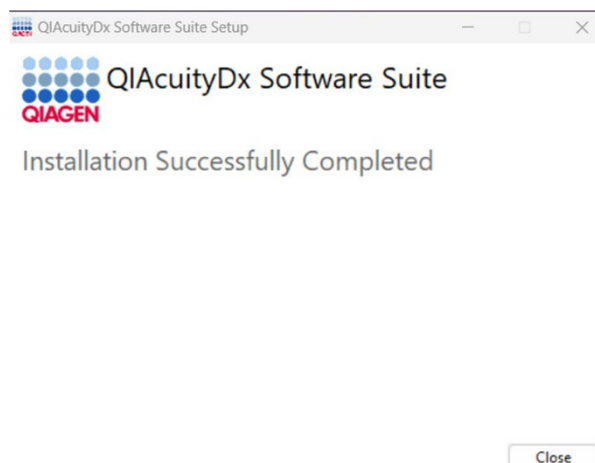 QIAcuityDx Software Suite Setup
QIAcuityDx Software Suite
QIAGEN
Installation Successfully Completed
Close